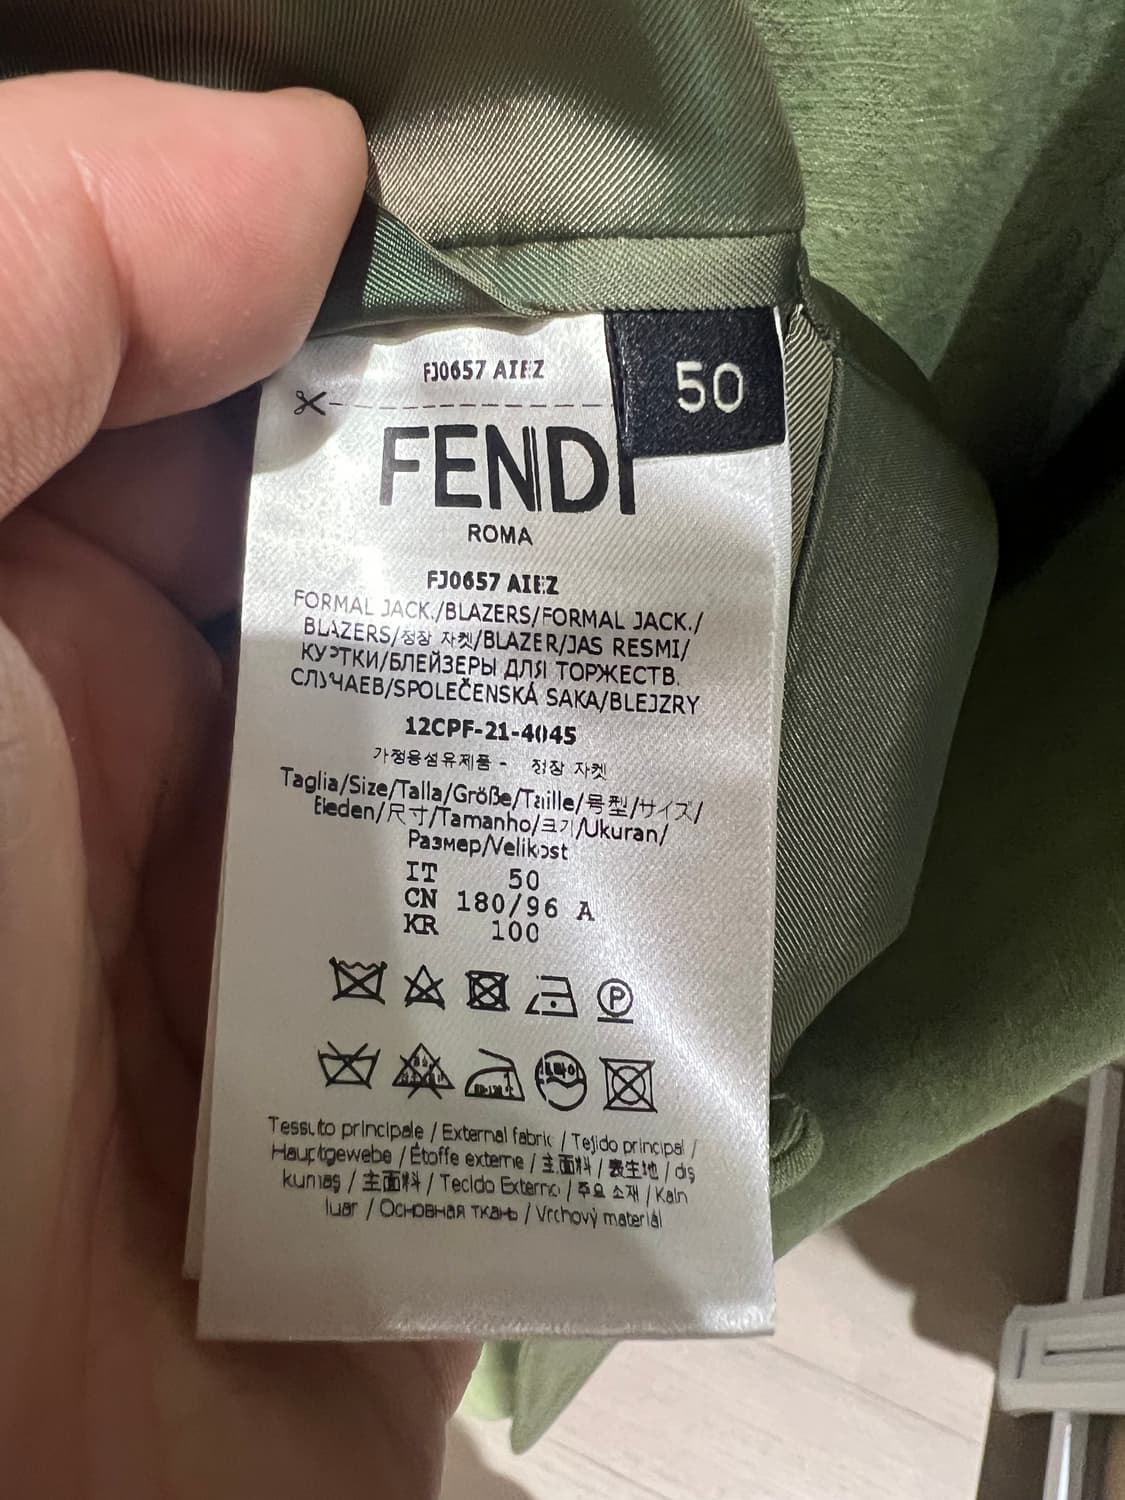 FJ0657 AIEZ
50
FENDI
ROMA
FJ0657 AIEZ
FORMAL JACK./BLAZERS/FORMAL JACK./
BLAZERS/정장 자켓/BLAZER/JAS RESMI/
КУРТКИ/БЛЕЙЗЕРЫ ДЛЯ ТОРЖЕСТВ.
СЛУЧАЕВ/SPOLEČENSKÁ SAKA/BLEJZRY
12CPF-21-4045
가정용섬유제품 - 정장 자켓
Taglia/Size/Talla/Größe/Taille/号型/サイズ/
Beden/尺寸/Tamanho/크기/Ukuran/
Размер/Velikost
IT 50
CN 180/96 A
KR 100
P
Tessuto principale / External fabric / Tejido principal /
Hauptgewebe / Étoffe externe / 主面料 / 表生地 / dış
kumaş / 主面料 / Tecido Externo / 주요 소재 / Kain
luar / Основная ткань / Vrchový materiál